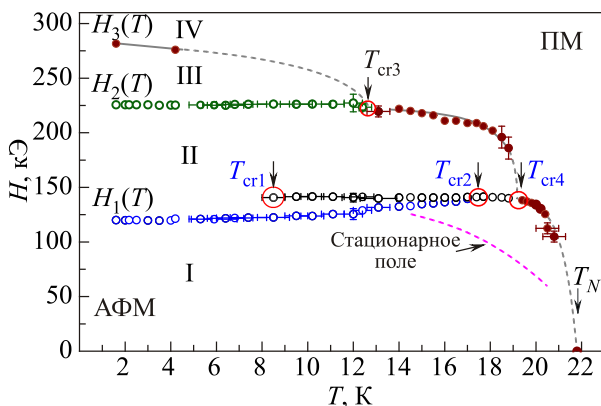 H₃(T) IV ПМ
300
III Tcr3
250
H₂(T)
200
II
Tcr1 Tcr2 Tcr4
150
H₁(T)
100
I Стационарное
поле
TN
50
АФМ
0
H, кЭ
2 4 6 8 10 12 14 16 18 20 22
T, К